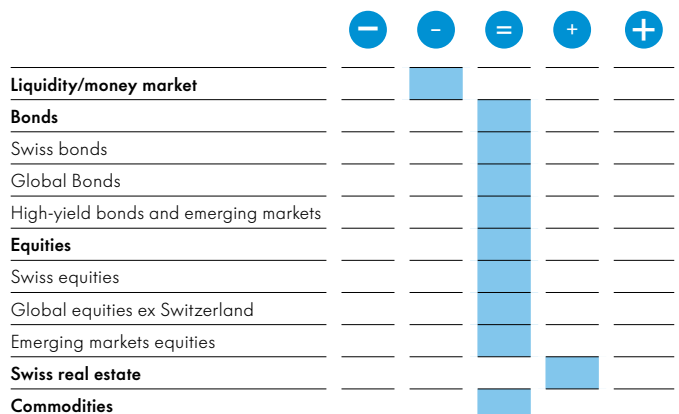 − - = + +
Liquidity/money market
Bonds
Swiss bonds
Global Bonds
High-yield bonds and emerging markets
Equities
Swiss equities
Global equities ex Switzerland
Emerging markets equities
Swiss real estate
Commodities